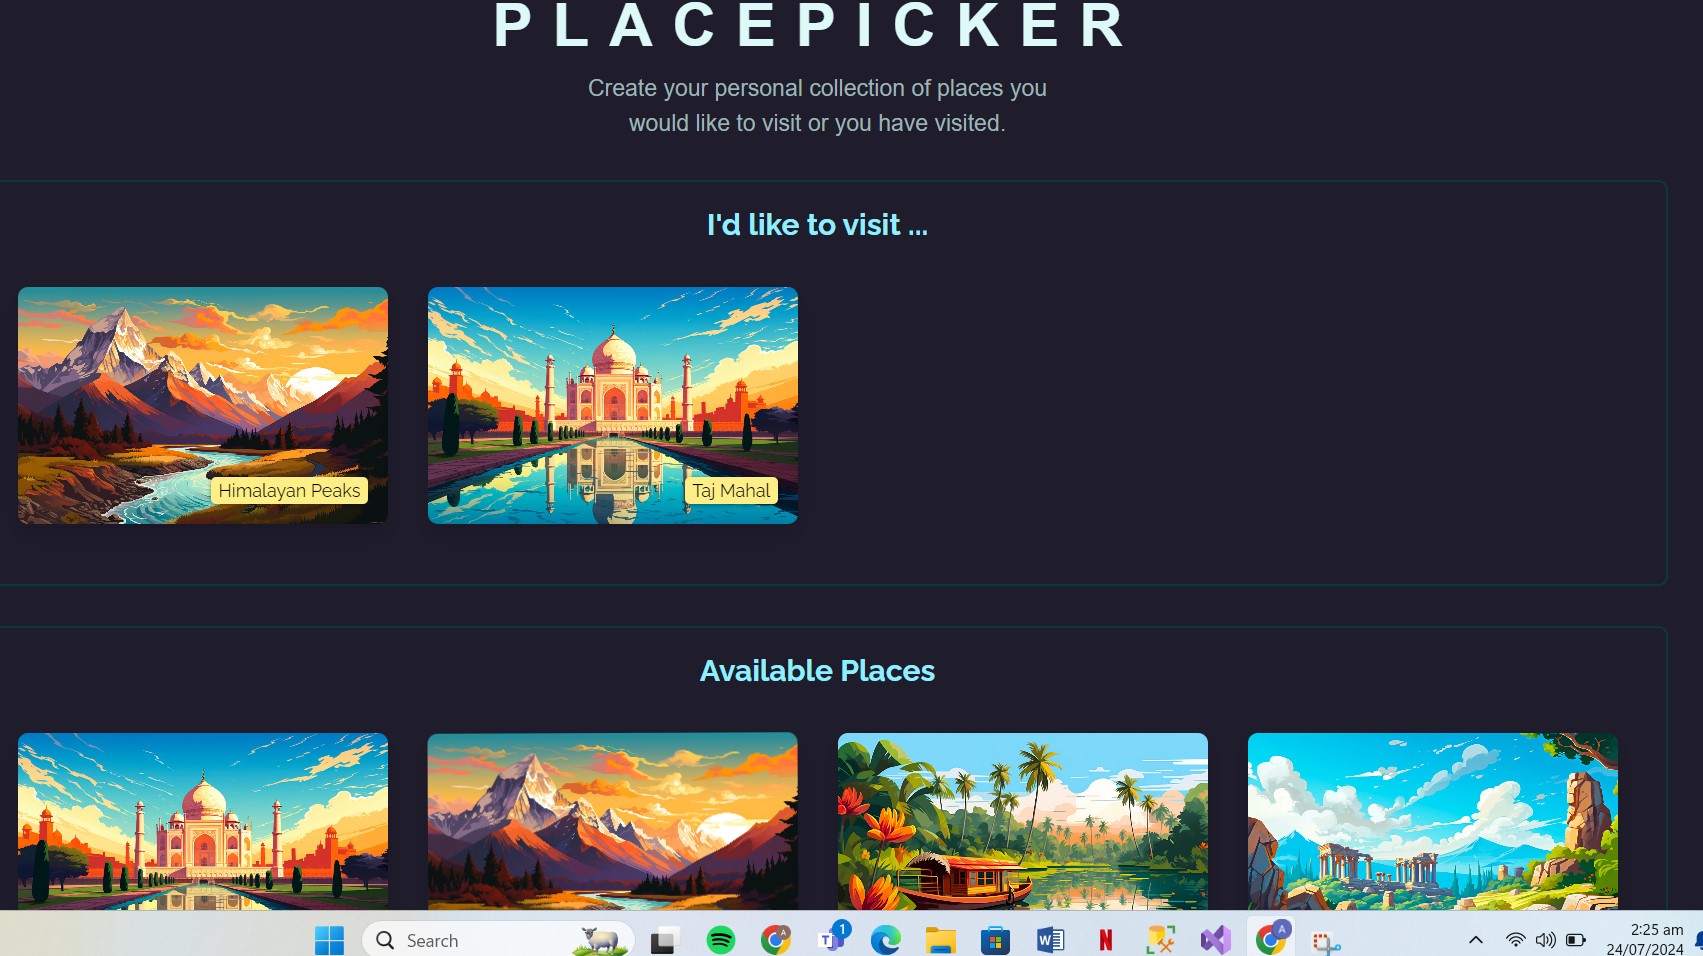 PLACEPICKER
Create your personal collection of places you
would like to visit or you have visited.
I'd like to visit ...
Himalayan Peaks
Taj Mahal
Available Places
Search
1
2:25 am
24/07/2024